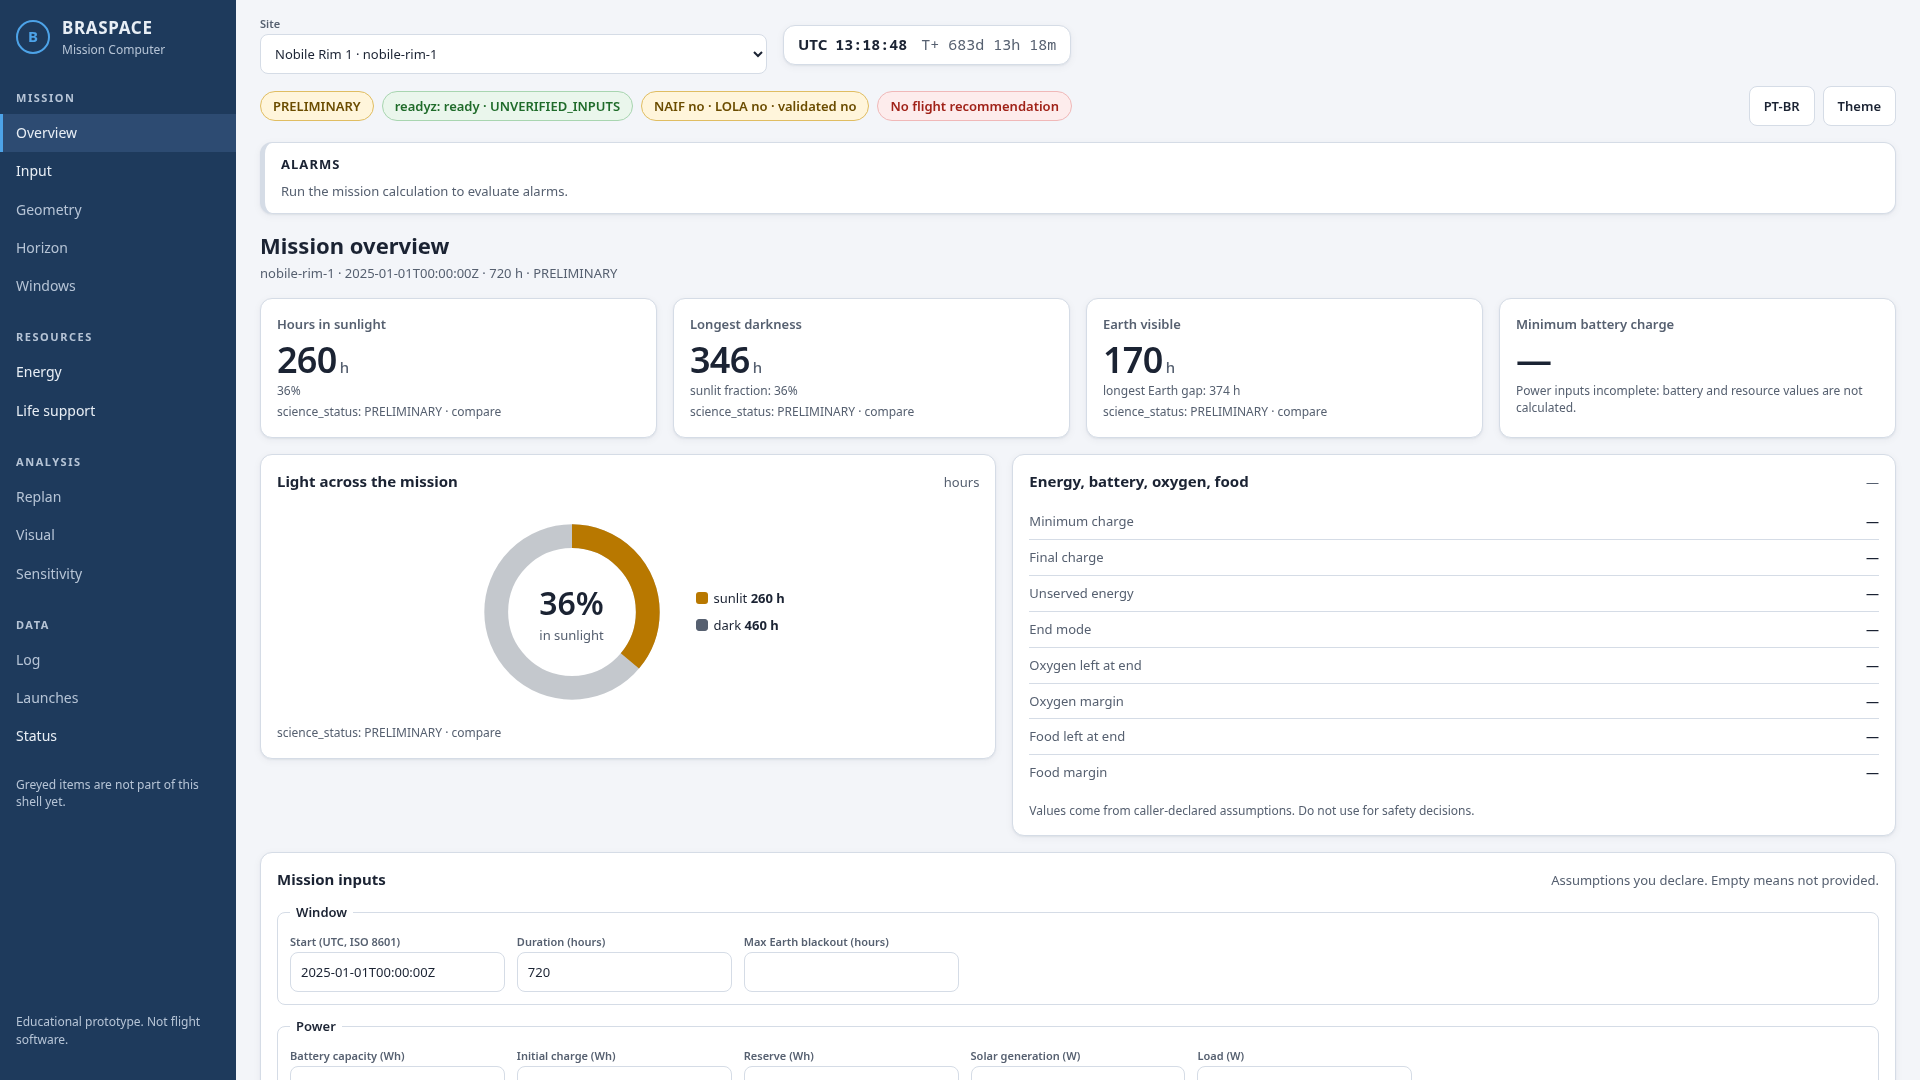 B
BRASPACE
Mission Computer
MISSION
Overview
Input
Geometry
Horizon
Windows
RESOURCES
Energy
Life support
ANALYSIS
Replan
Visual
Sensitivity
DATA
Log
Launches
Status
Greyed items are not part of this
shell yet.
Educational prototype. Not flight
software.
Site
Nobile Rim 1 · nobile-rim-1
UTC 13:18:48 T+ 683d 13h 18m
PRELIMINARY
readyz: ready · UNVERIFIED_INPUTS
NAIF no · LOLA no · validated no
No flight recommendation
PT-BR
Theme
ALARMS
Run the mission calculation to evaluate alarms.
Mission overview
nobile-rim-1 · 2025-01-01T00:00:00Z · 720 h · PRELIMINARY
Hours in sunlight
260 h
36%
science_status: PRELIMINARY · compare
Longest darkness
346 h
sunlit fraction: 36%
science_status: PRELIMINARY · compare
Earth visible
170 h
longest Earth gap: 374 h
science_status: PRELIMINARY · compare
Minimum battery charge
—
Power inputs incomplete: battery and resource values are not
calculated.
Light across the mission
hours
36%
in sunlight
sunlit 260 h
dark 460 h
science_status: PRELIMINARY · compare
Energy, battery, oxygen, food —
Minimum charge —
Final charge —
Unserved energy —
End mode —
Oxygen left at end —
Oxygen margin —
Food left at end —
Food margin —
Values come from caller-declared assumptions. Do not use for safety decisions.
Mission inputs
Assumptions you declare. Empty means not provided.
Window
Start (UTC, ISO 8601)
2025-01-01T00:00:00Z
Duration (hours)
720
Max Earth blackout (hours)
Power
Battery capacity (Wh)
Initial charge (Wh)
Reserve (Wh)
Solar generation (W)
Load (W)